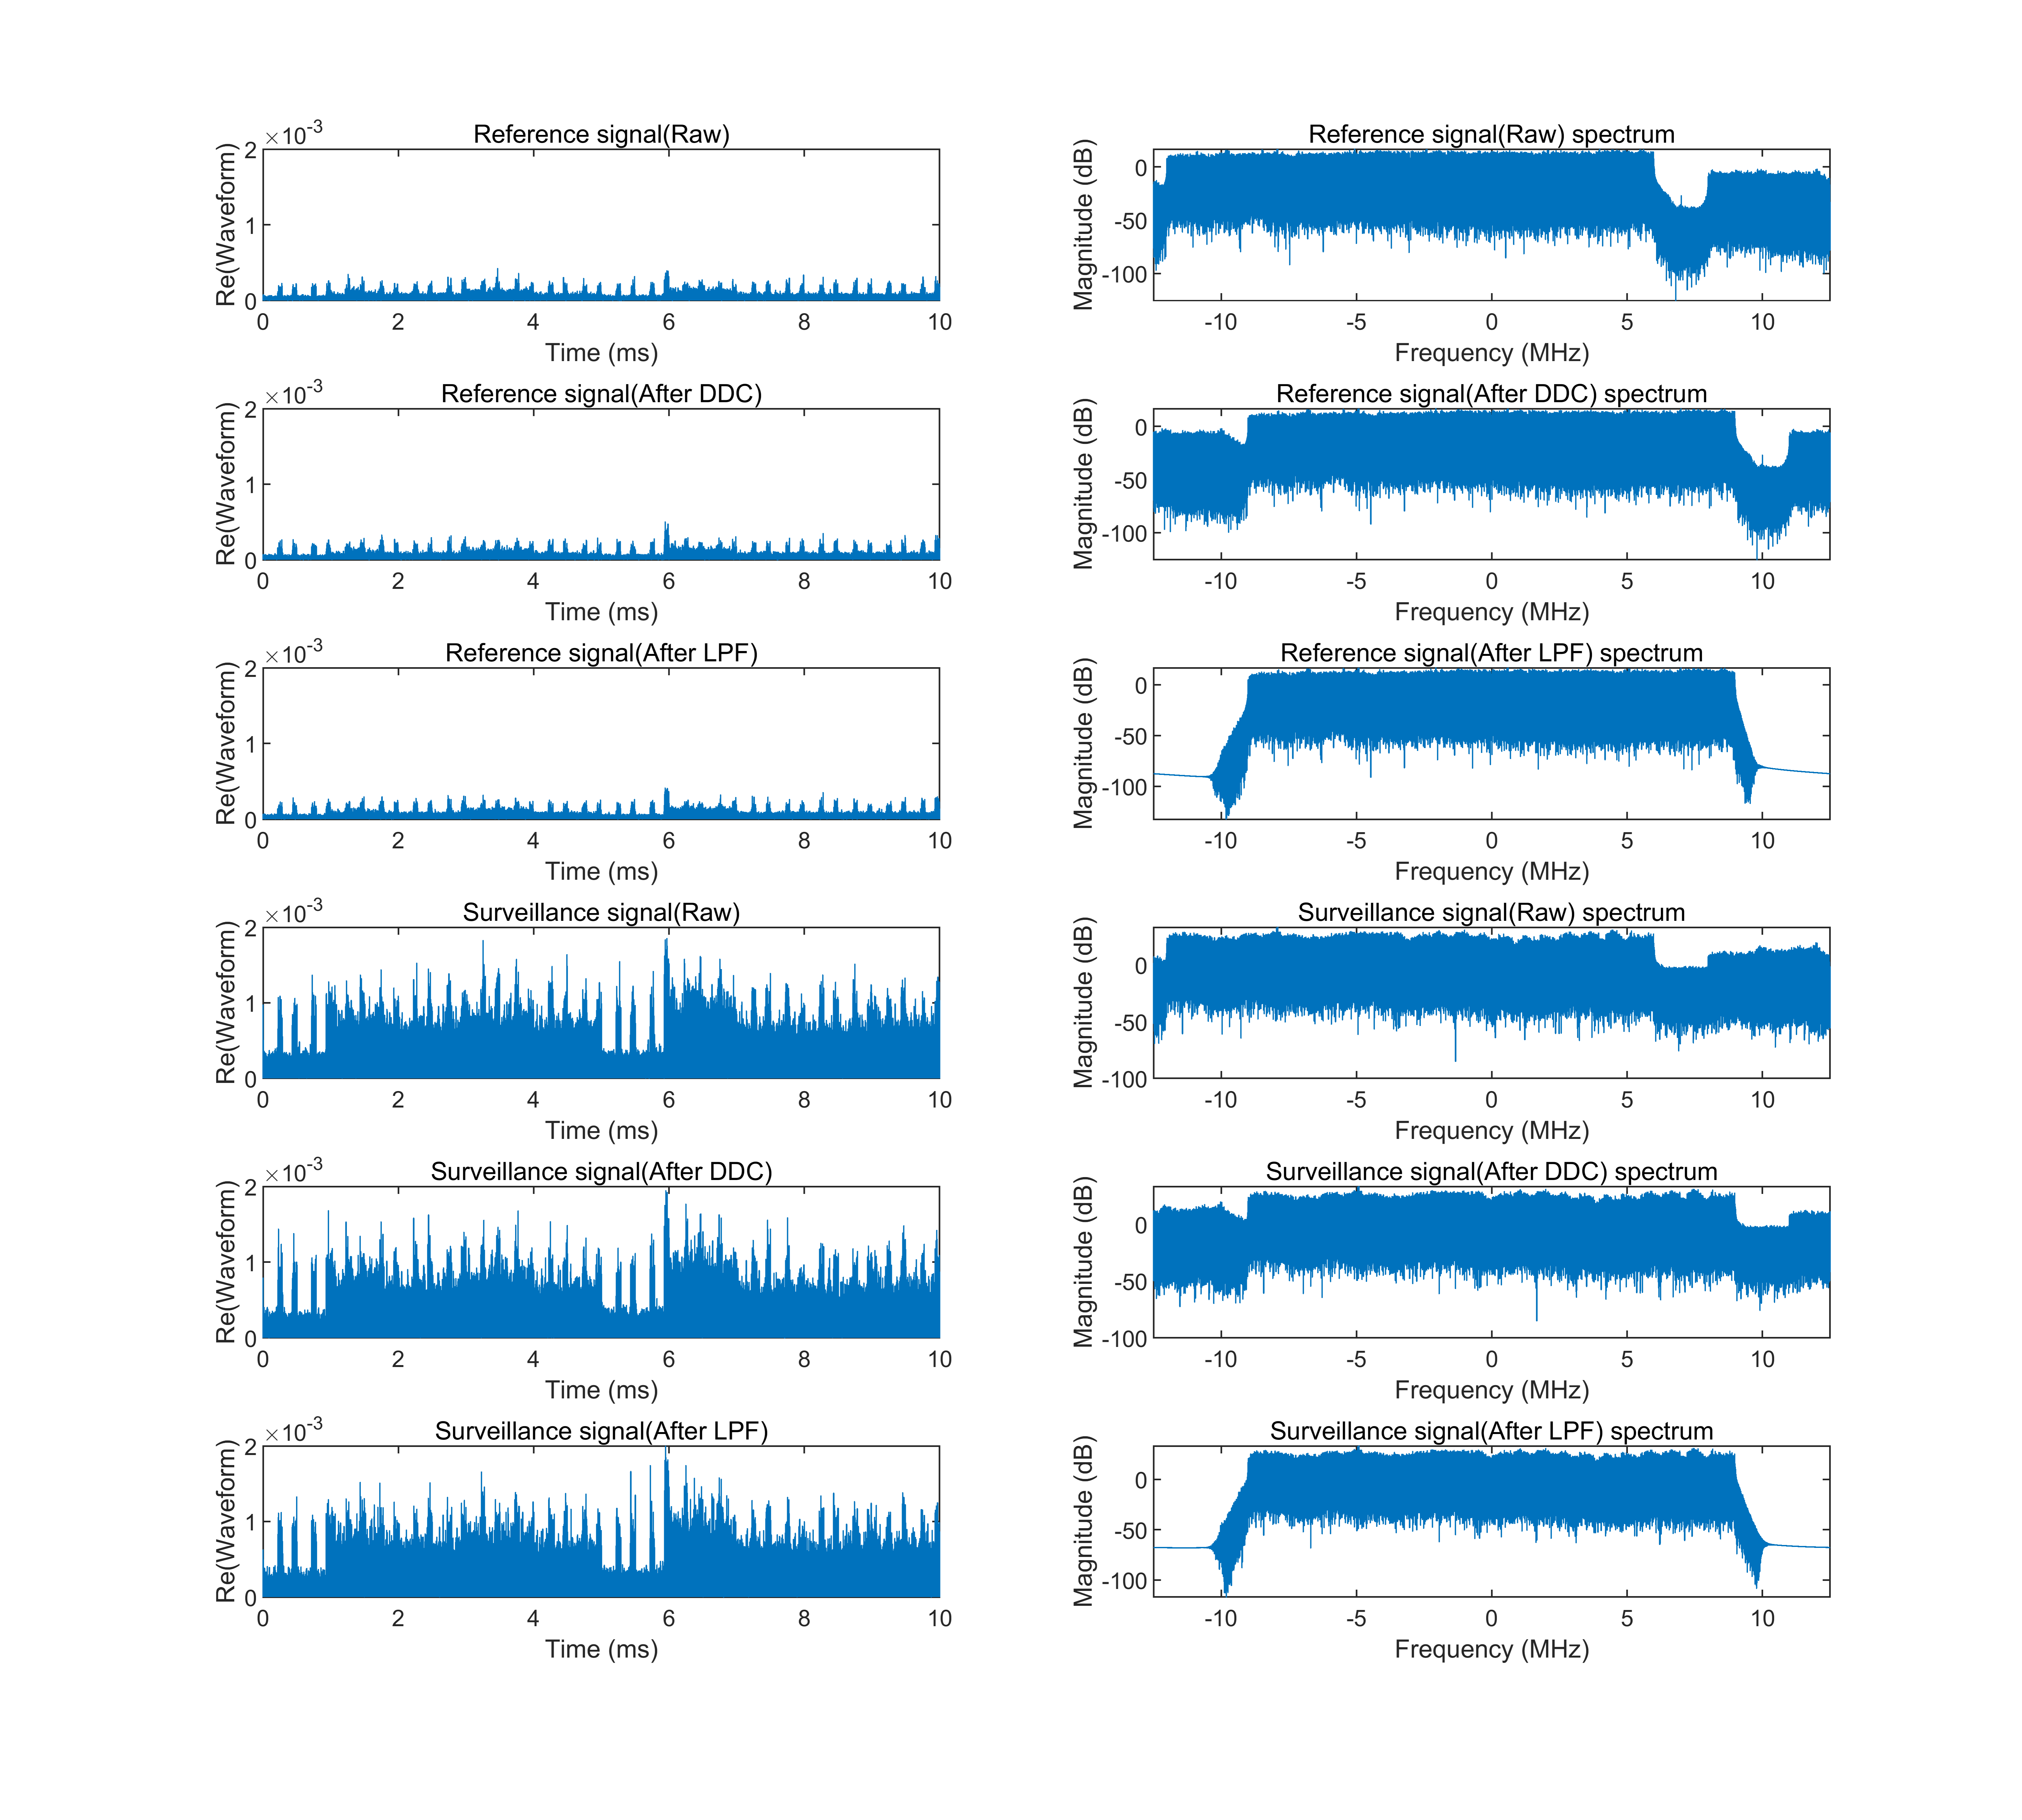 Reference signal(Raw)
×10-3
Re(Waveform)
2
1
0
0 2 4 6 8 10
Time (ms)
Reference signal(Raw) spectrum
Magnitude (dB)
0
-50
-100
-10 -5 0 5 10
Frequency (MHz)
Reference signal(After DDC)
×10-3
Re(Waveform)
2
1
0
0 2 4 6 8 10
Time (ms)
Reference signal(After DDC) spectrum
Magnitude (dB)
0
-50
-100
-10 -5 0 5 10
Frequency (MHz)
Reference signal(After LPF)
×10-3
Re(Waveform)
2
1
0
0 2 4 6 8 10
Time (ms)
Reference signal(After LPF) spectrum
Magnitude (dB)
0
-50
-100
-10 -5 0 5 10
Frequency (MHz)
Surveillance signal(Raw)
×10-3
Re(Waveform)
2
1
0
0 2 4 6 8 10
Time (ms)
Surveillance signal(Raw) spectrum
Magnitude (dB)
0
-50
-100
-10 -5 0 5 10
Frequency (MHz)
Surveillance signal(After DDC)
×10-3
Re(Waveform)
2
1
0
0 2 4 6 8 10
Time (ms)
Surveillance signal(After DDC) spectrum
Magnitude (dB)
0
-50
-100
-10 -5 0 5 10
Frequency (MHz)
Surveillance signal(After LPF)
×10-3
Re(Waveform)
2
1
0
0 2 4 6 8 10
Time (ms)
Surveillance signal(After LPF) spectrum
Magnitude (dB)
0
-50
-100
-10 -5 0 5 10
Frequency (MHz)